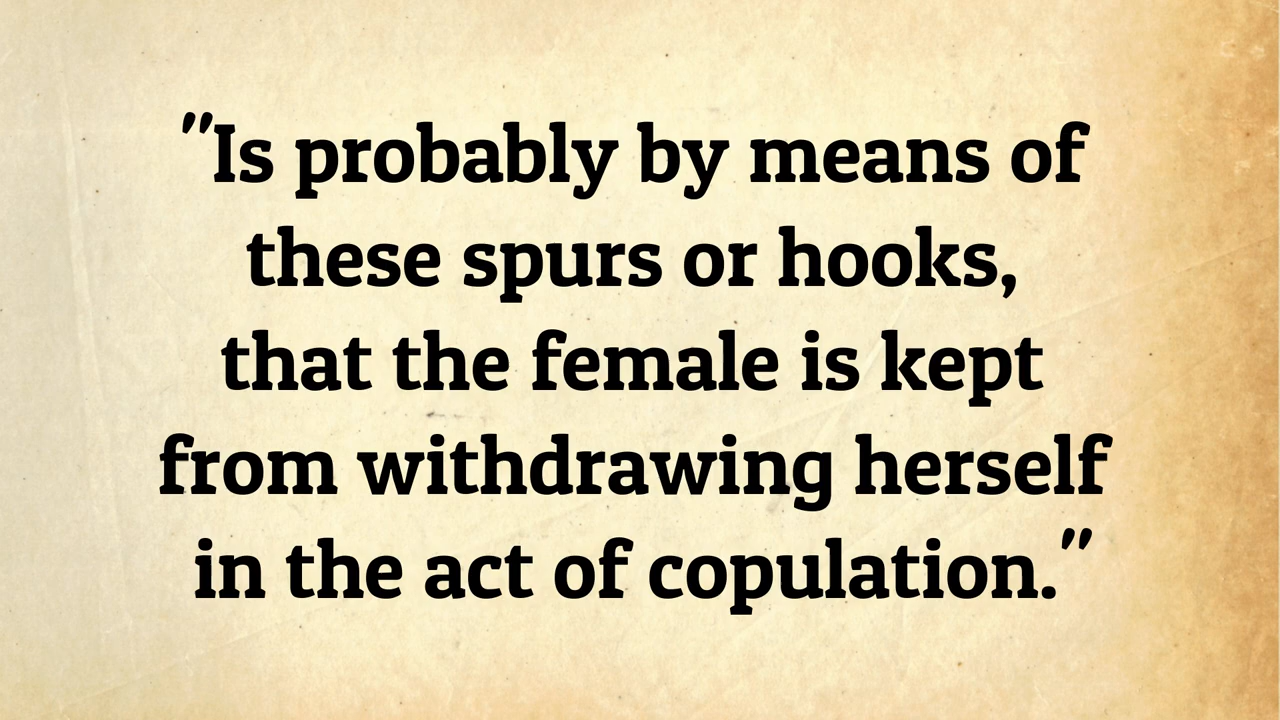 "Is probably by means of
these spurs or hooks,
that the female is kept
from withdrawing herself
in the act of copulation."